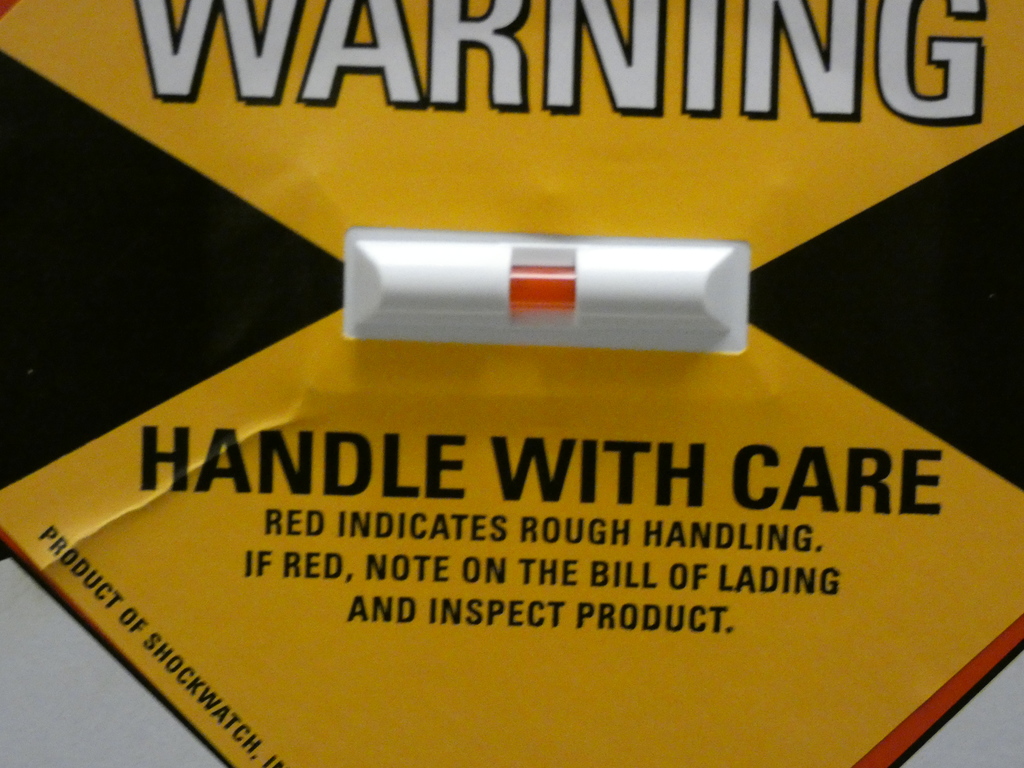 WARNING
HANDLE WITH CARE
RED INDICATES ROUGH HANDLING.
IF RED, NOTE ON THE BILL OF LADING
AND INSPECT PRODUCT.
PRODUCT OF SHOCKWATCH,